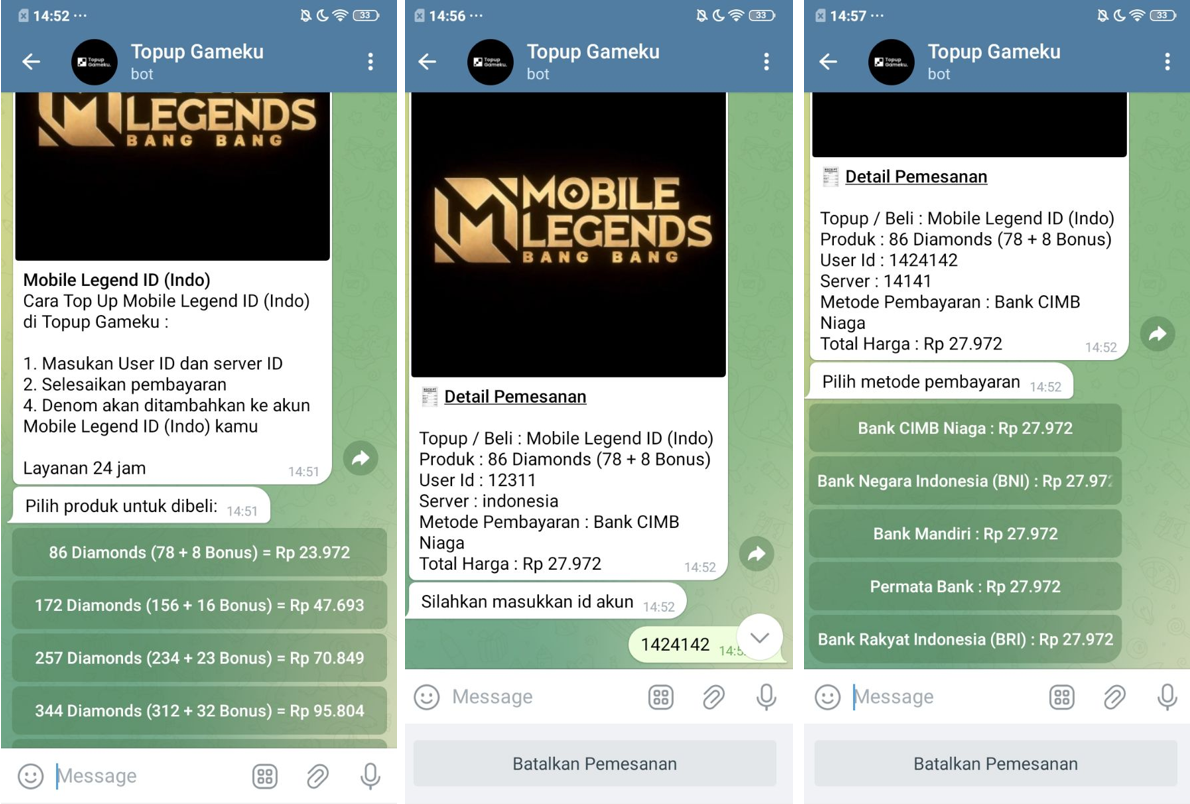 14:52 ···
33
Topup Gameku
bot
Topup
Gameku.
LEGENDS
BANG BANG
Mobile Legend ID (Indo)
Cara Top Up Mobile Legend ID (Indo)
di Topup Gameku :
1. Masukan User ID dan server ID
2. Selesaikan pembayaran
4. Denom akan ditambahkan ke akun
Mobile Legend ID (Indo) kamu
Layanan 24 jam
14:51
Pilih produk untuk dibeli:
14:51
86 Diamonds (78 + 8 Bonus) = Rp 23.972
172 Diamonds (156 + 16 Bonus) = Rp 47.693
257 Diamonds (234 + 23 Bonus) = Rp 70.849
344 Diamonds (312 + 32 Bonus) = Rp 95.804
Message
14:56 ···
33
Topup Gameku
bot
Topup
Gameku.
MOBILE
LEGENDS
BANG BANG
Detail Pemesanan
Topup / Beli : Mobile Legend ID (Indo)
Produk : 86 Diamonds (78 + 8 Bonus)
User Id : 12311
Server : indonesia
Metode Pembayaran : Bank CIMB
Niaga
Total Harga : Rp 27.972
14:52
Silahkan masukkan id akun
14:52
1424142
Message
Batalkan Pemesanan
14:57 ···
33
Topup Gameku
bot
Topup
Gameku.
Detail Pemesanan
Topup / Beli : Mobile Legend ID (Indo)
Produk : 86 Diamonds (78 + 8 Bonus)
User Id : 1424142
Server : 14141
Metode Pembayaran : Bank CIMB
Niaga
Total Harga : Rp 27.972
14:52
Pilih metode pembayaran
14:52
Bank CIMB Niaga : Rp 27.972
Bank Negara Indonesia (BNI) : Rp 27.972
Bank Mandiri : Rp 27.972
Permata Bank : Rp 27.972
Bank Rakyat Indonesia (BRI) : Rp 27.972
Message
Batalkan Pemesanan